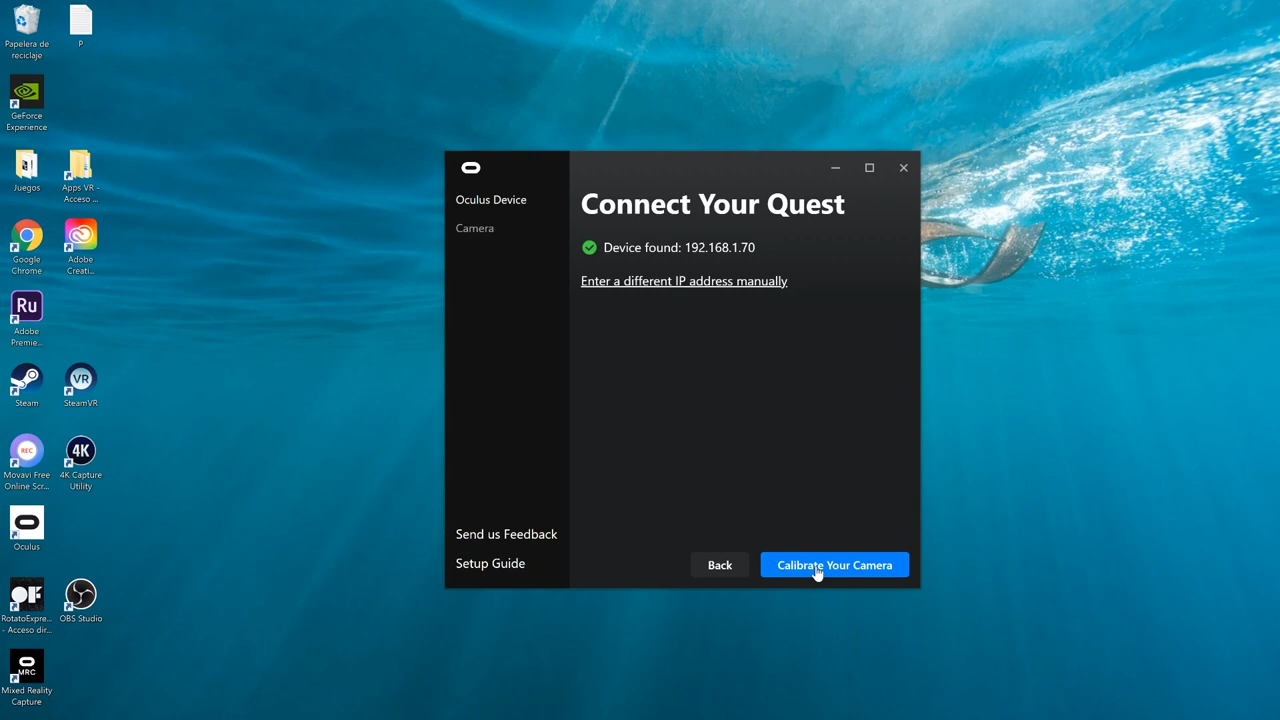 Papelera de
reciclaje
P
GeForce
Experience
Juegos
Apps VR -
Acceso ...
Google
Chrome
Adobe
Creati...
Ru
Adobe
Premie...
Steam
VR
SteamVR
REC
Movavi Free
Online Scr...
4K
4K Capture
Utility
Oculus
RotatoExpre...
- Acceso dir...
OBS Studio
MRC
Mixed Reality
Capture
Oculus Device
Camera
Send us Feedback
Setup Guide
Connect Your Quest
Device found: 192.168.1.70
Enter a different IP address manually
Back
Calibrate Your Camera